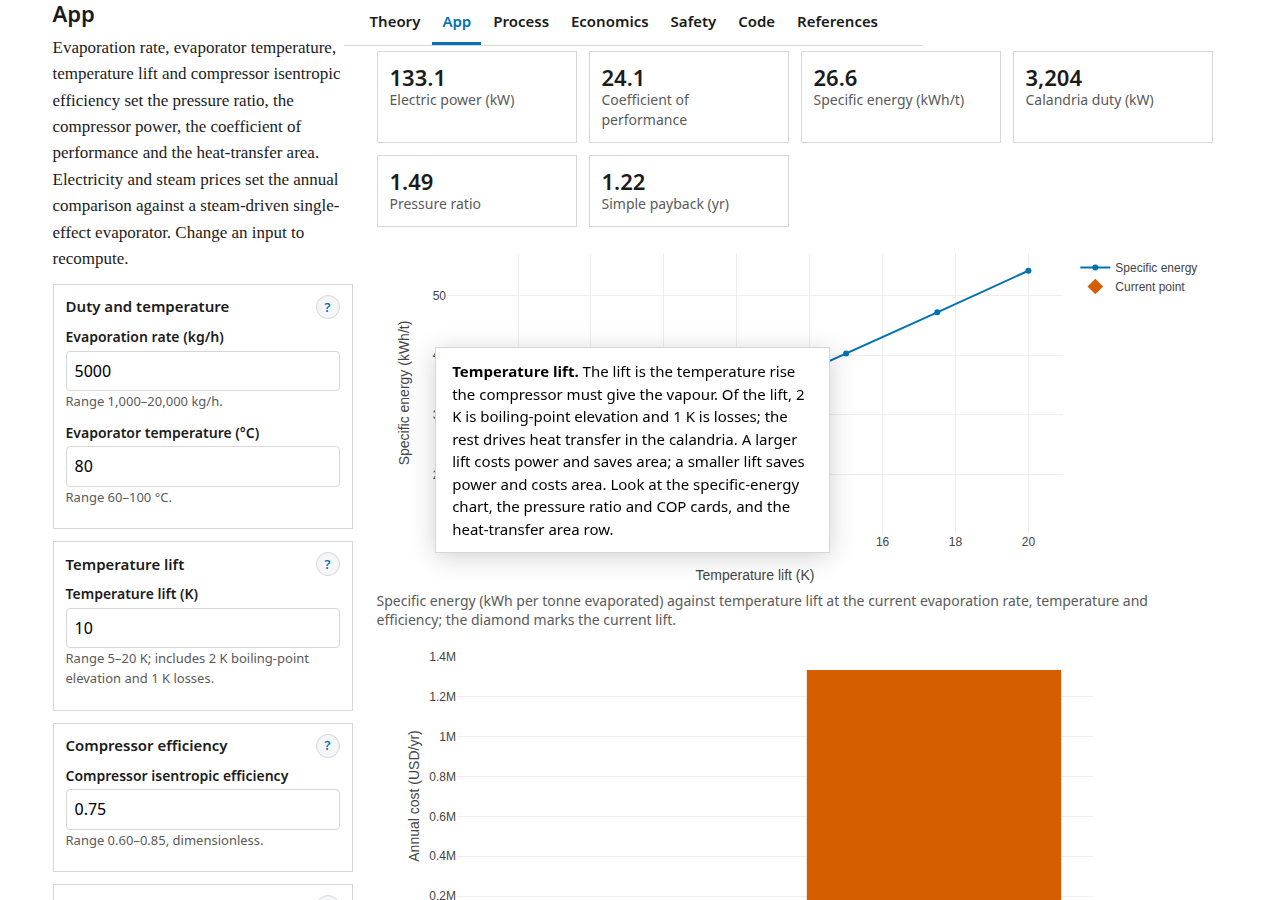 App
Theory
App
Process
Economics
Safety
Code
References
Evaporation rate, evaporator temperature,
temperature lift and compressor isentropic
efficiency set the pressure ratio, the
compressor power, the coefficient of
performance and the heat-transfer area.
Electricity and steam prices set the annual
comparison against a steam-driven single-
effect evaporator. Change an input to
recompute.
Duty and temperature
?
Evaporation rate (kg/h)
5000
Range 1,000–20,000 kg/h.
Evaporator temperature (°C)
80
Range 60–100 °C.
Temperature lift
?
Temperature lift (K)
10
Range 5–20 K; includes 2 K boiling-point
elevation and 1 K losses.
Compressor efficiency
?
Compressor isentropic efficiency
0.75
Range 0.60–0.85, dimensionless.
133.1
Electric power (kW)
24.1
Coefficient of
performance
26.6
Specific energy (kWh/t)
3,204
Calandria duty (kW)
1.49
Pressure ratio
1.22
Simple payback (yr)
Specific energy
Current point
50
Specific energy (kWh/t)
Temperature lift. The lift is the temperature rise
the compressor must give the vapour. Of the lift, 2
K is boiling-point elevation and 1 K is losses; the
rest drives heat transfer in the calandria. A larger
lift costs power and saves area; a smaller lift saves
power and costs area. Look at the specific-energy
chart, the pressure ratio and COP cards, and the
heat-transfer area row.
16
18
20
Temperature lift (K)
Specific energy (kWh per tonne evaporated) against temperature lift at the current evaporation rate, temperature and
efficiency; the diamond marks the current lift.
1.4M
1.2M
1M
0.8M
0.6M
0.4M
0.2M
Annual cost (USD/yr)